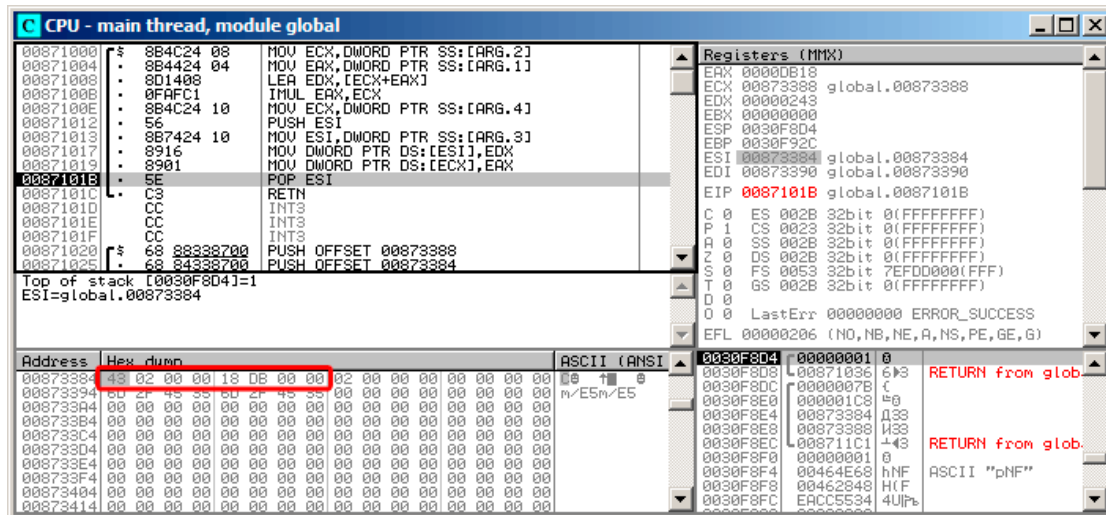 CPU - main thread, module global
00871000 $ 8B4C24 08 MOV ECX,DWORD PTR SS:[ARG.2]
00871004 . 8B4424 04 MOV EAX,DWORD PTR SS:[ARG.1]
00871008 . 8D1408 LEA EDX,[ECX+EAX]
0087100B . 0FAFC1 IMUL EAX,ECX
0087100E . 8B4C24 10 MOV ECX,DWORD PTR SS:[ARG.4]
00871012 . 56 PUSH ESI
00871013 . 8B7424 10 MOV ESI,DWORD PTR SS:[ARG.3]
00871017 . 8916 MOV DWORD PTR DS:[ESI],EDX
00871019 . 8901 MOV DWORD PTR DS:[ECX],EAX
0087101B . 5E POP ESI
0087101C . C3 RETN
0087101D CC INT3
0087101E CC INT3
0087101F CC INT3
00871020 $ 68 88338700 PUSH OFFSET 00873388
00871025 . 68 84338700 PUSH OFFSET 00873384
Top of stack [0030F8D4]=1
ESI=global.00873384
Registers (MMX)
EAX 0000DB18
ECX 00873388 global.00873388
EDX 00000243
EBX 00000000
ESP 0030F8D4
EBP 0030F92C
ESI 00873384 global.00873384
EDI 00873390 global.00873390
EIP 0087101B global.0087101B
C 0 ES 002B 32bit 0(FFFFFFFF)
P 1 CS 0023 32bit 0(FFFFFFFF)
A 0 SS 002B 32bit 0(FFFFFFFF)
Z 0 DS 002B 32bit 0(FFFFFFFF)
S 0 FS 0053 32bit 7EFDD000(FFF)
T 0 GS 002B 32bit 0(FFFFFFFF)
D 0
O 0 LastErr 00000000 ERROR_SUCCESS
EFL 00000206 (NO,NB,NE,A,NS,PE,GE,G)
Address Hex dump ASCII (ANSI
00873384 43 02 00 00 18 DB 00 00 02 00 00 00 00 00 00 00
00873394 6D 2F 45 35 6D 2F 45 35 00 00 00 00 00 00 00 00 m/E5m/E5
008733A4 00 00 00 00 00 00 00 00 00 00 00 00 00 00 00 00
008733B4 00 00 00 00 00 00 00 00 00 00 00 00 00 00 00 00
008733C4 00 00 00 00 00 00 00 00 00 00 00 00 00 00 00 00
008733D4 00 00 00 00 00 00 00 00 00 00 00 00 00 00 00 00
008733E4 00 00 00 00 00 00 00 00 00 00 00 00 00 00 00 00
008733F4 00 00 00 00 00 00 00 00 00 00 00 00 00 00 00 00
00873404 00 00 00 00 00 00 00 00 00 00 00 00 00 00 00 00
00873414 00 00 00 00 00 00 00 00 00 00 00 00 00 00 00 00
0030F8D4 00000001
0030F8D8 00871036 RETURN from glob
0030F8DC 0000007B {
0030F8E0 000001C8
0030F8E4 00873384 Д33
0030F8E8 00873388 И33
0030F8EC 008711C1 RETURN from glob
0030F8F0 00000001
0030F8F4 00464E68 hNF ASCII "pNF"
0030F8F8 00462848 H(F
0030F8FC EACC5534